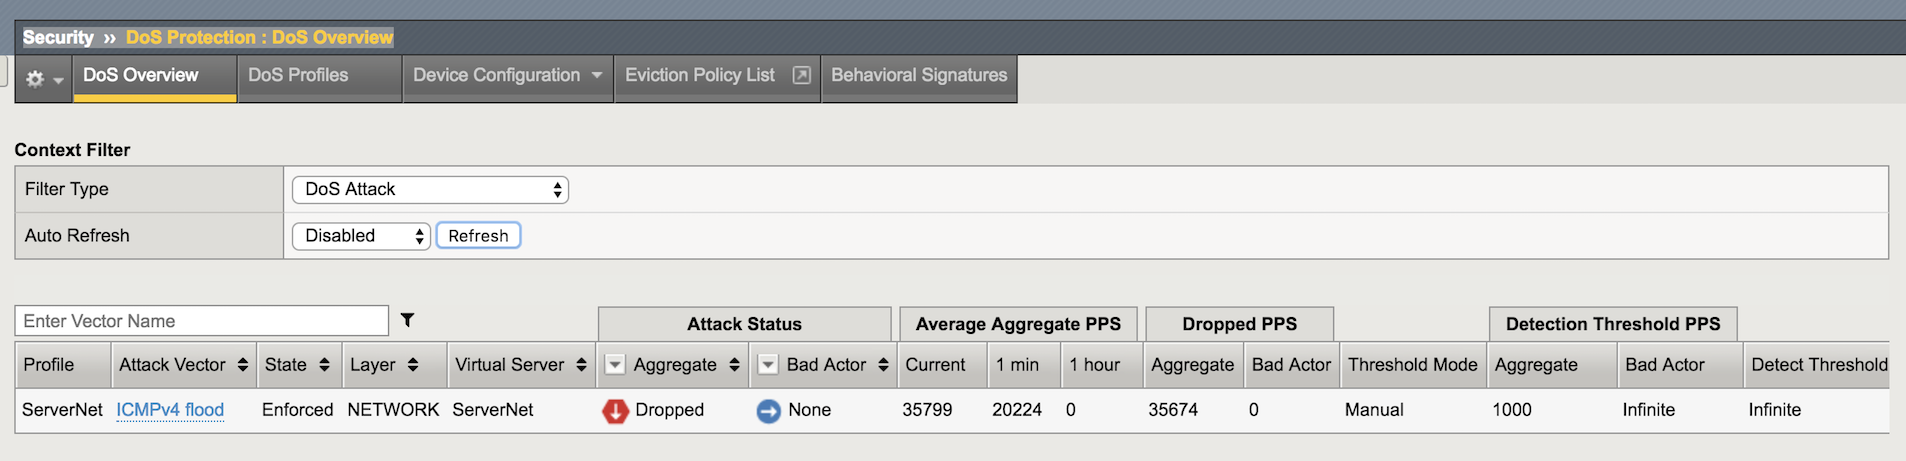 Security ›› DoS Protection : DoS Overview
DoS Overview DoS Profiles Device Configuration Eviction Policy List Behavioral Signatures
Context Filter
Filter Type DoS Attack
Auto Refresh Disabled Refresh
Enter Vector Name Attack Status Average Aggregate PPS Dropped PPS Detection Threshold PPS
Profile Attack Vector State Layer Virtual Server Aggregate Bad Actor Current 1 min 1 hour Aggregate Bad Actor Threshold Mode Aggregate Bad Actor Detect Threshold
ServerNet ICMPv4 flood Enforced NETWORK ServerNet Dropped None 35799 20224 0 35674 0 Manual 1000 Infinite Infinite